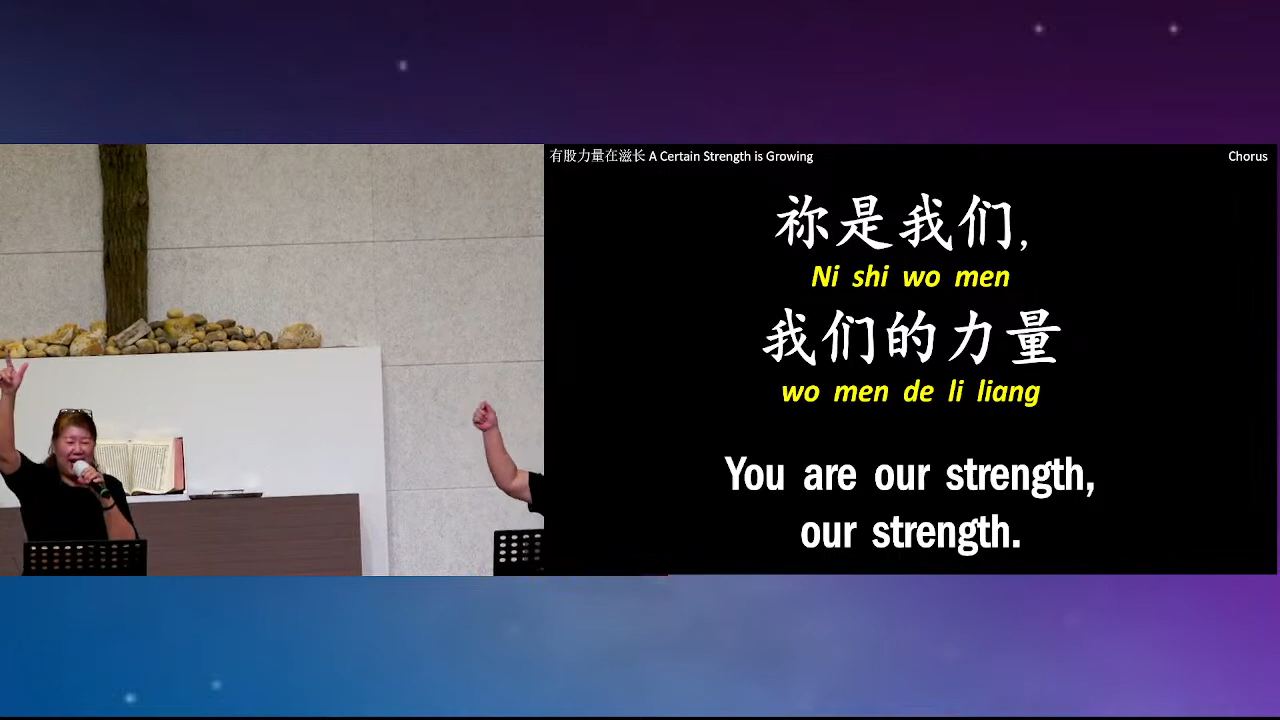 有股力量在滋长 A Certain Strength is Growing
Chorus
祢是我们,
Ni shi wo men
我们的力量
wo men de li liang
You are our strength,
our strength.